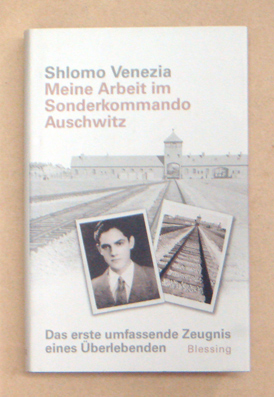 Shlomo Venezia
Meine Arbeit im
Sonderkommando
Auschwitz
Das erste umfassende Zeugnis
eines Überlebenden
Blessing